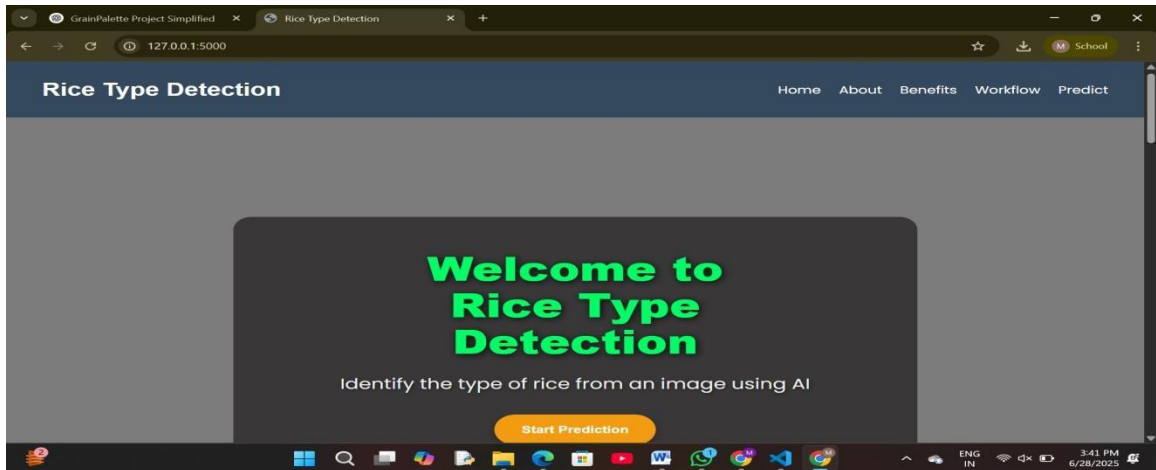 GrainPalette Project Simplified
Rice Type Detection
127.0.0.1:5000
M School
Rice Type Detection
Home About Benefits Workflow Predict
Welcome to
Rice Type
Detection
Identify the type of rice from an image using AI
Start Prediction
2
ENG
IN
3:41 PM
6/28/2025